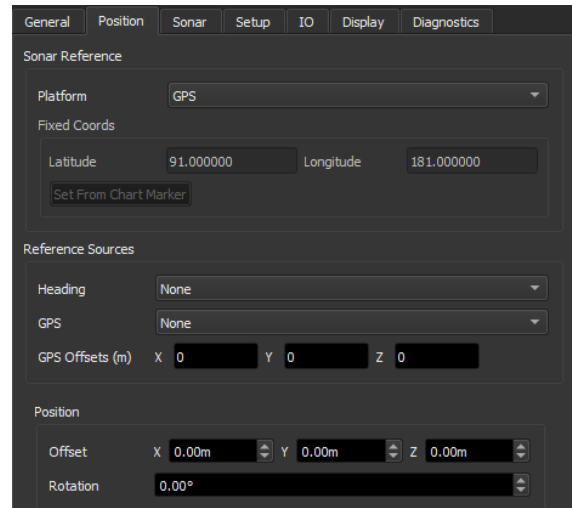 General Position Sonar Setup IO Display Diagnostics
Sonar Reference
Platform GPS
Fixed Coords
Latitude 91.000000 Longitude 181.000000
Set From Chart Marker
Reference Sources
Heading None
GPS None
GPS Offsets (m) X 0 Y 0 Z 0
Position
Offset X 0.00m Y 0.00m Z 0.00m
Rotation 0.00°